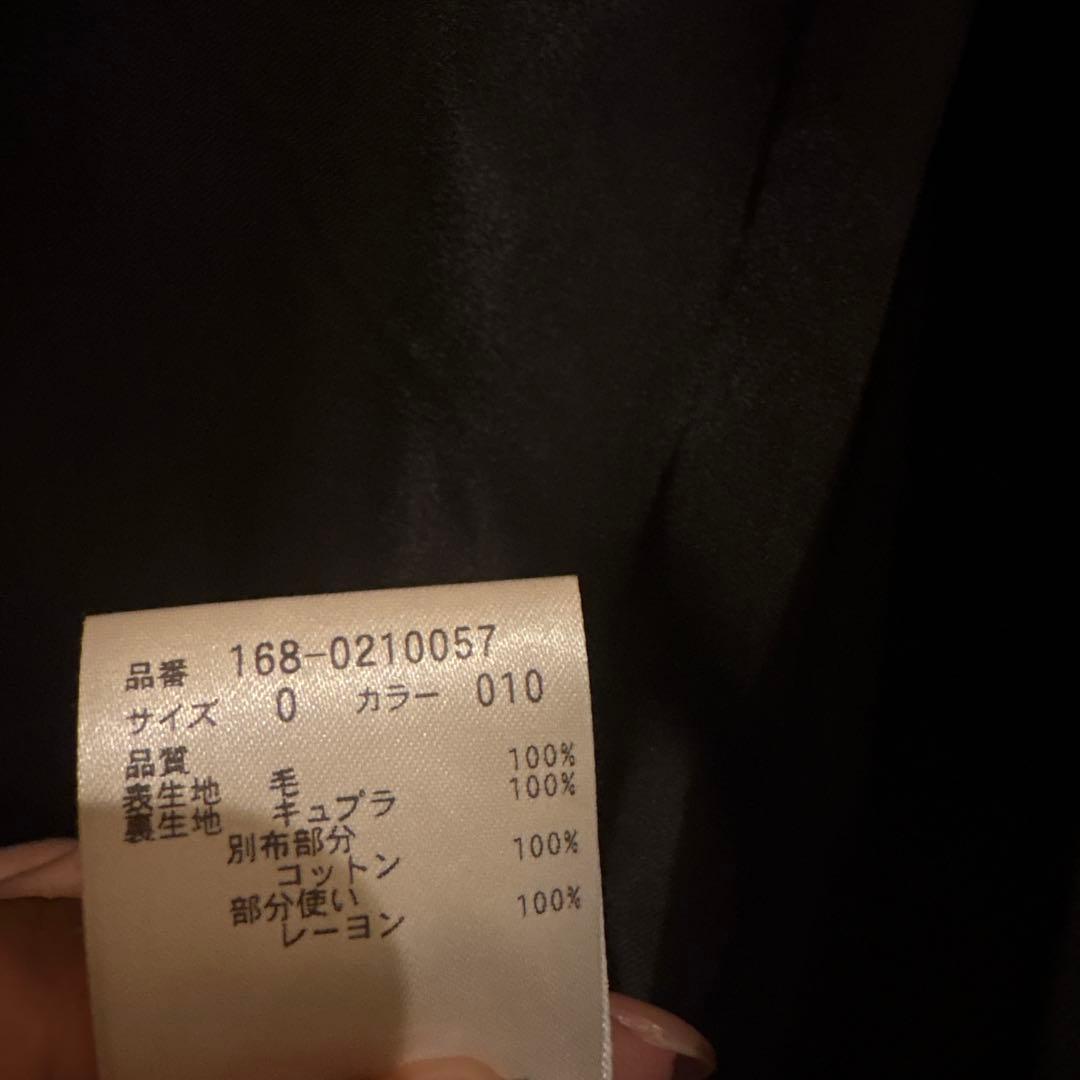 品番 168-0210057
サイズ 0 カラー 010
品質
表生地 毛 100%
裏生地 キュプラ 100%
別布部分
コットン 100%
部分使い
レーヨン 100%